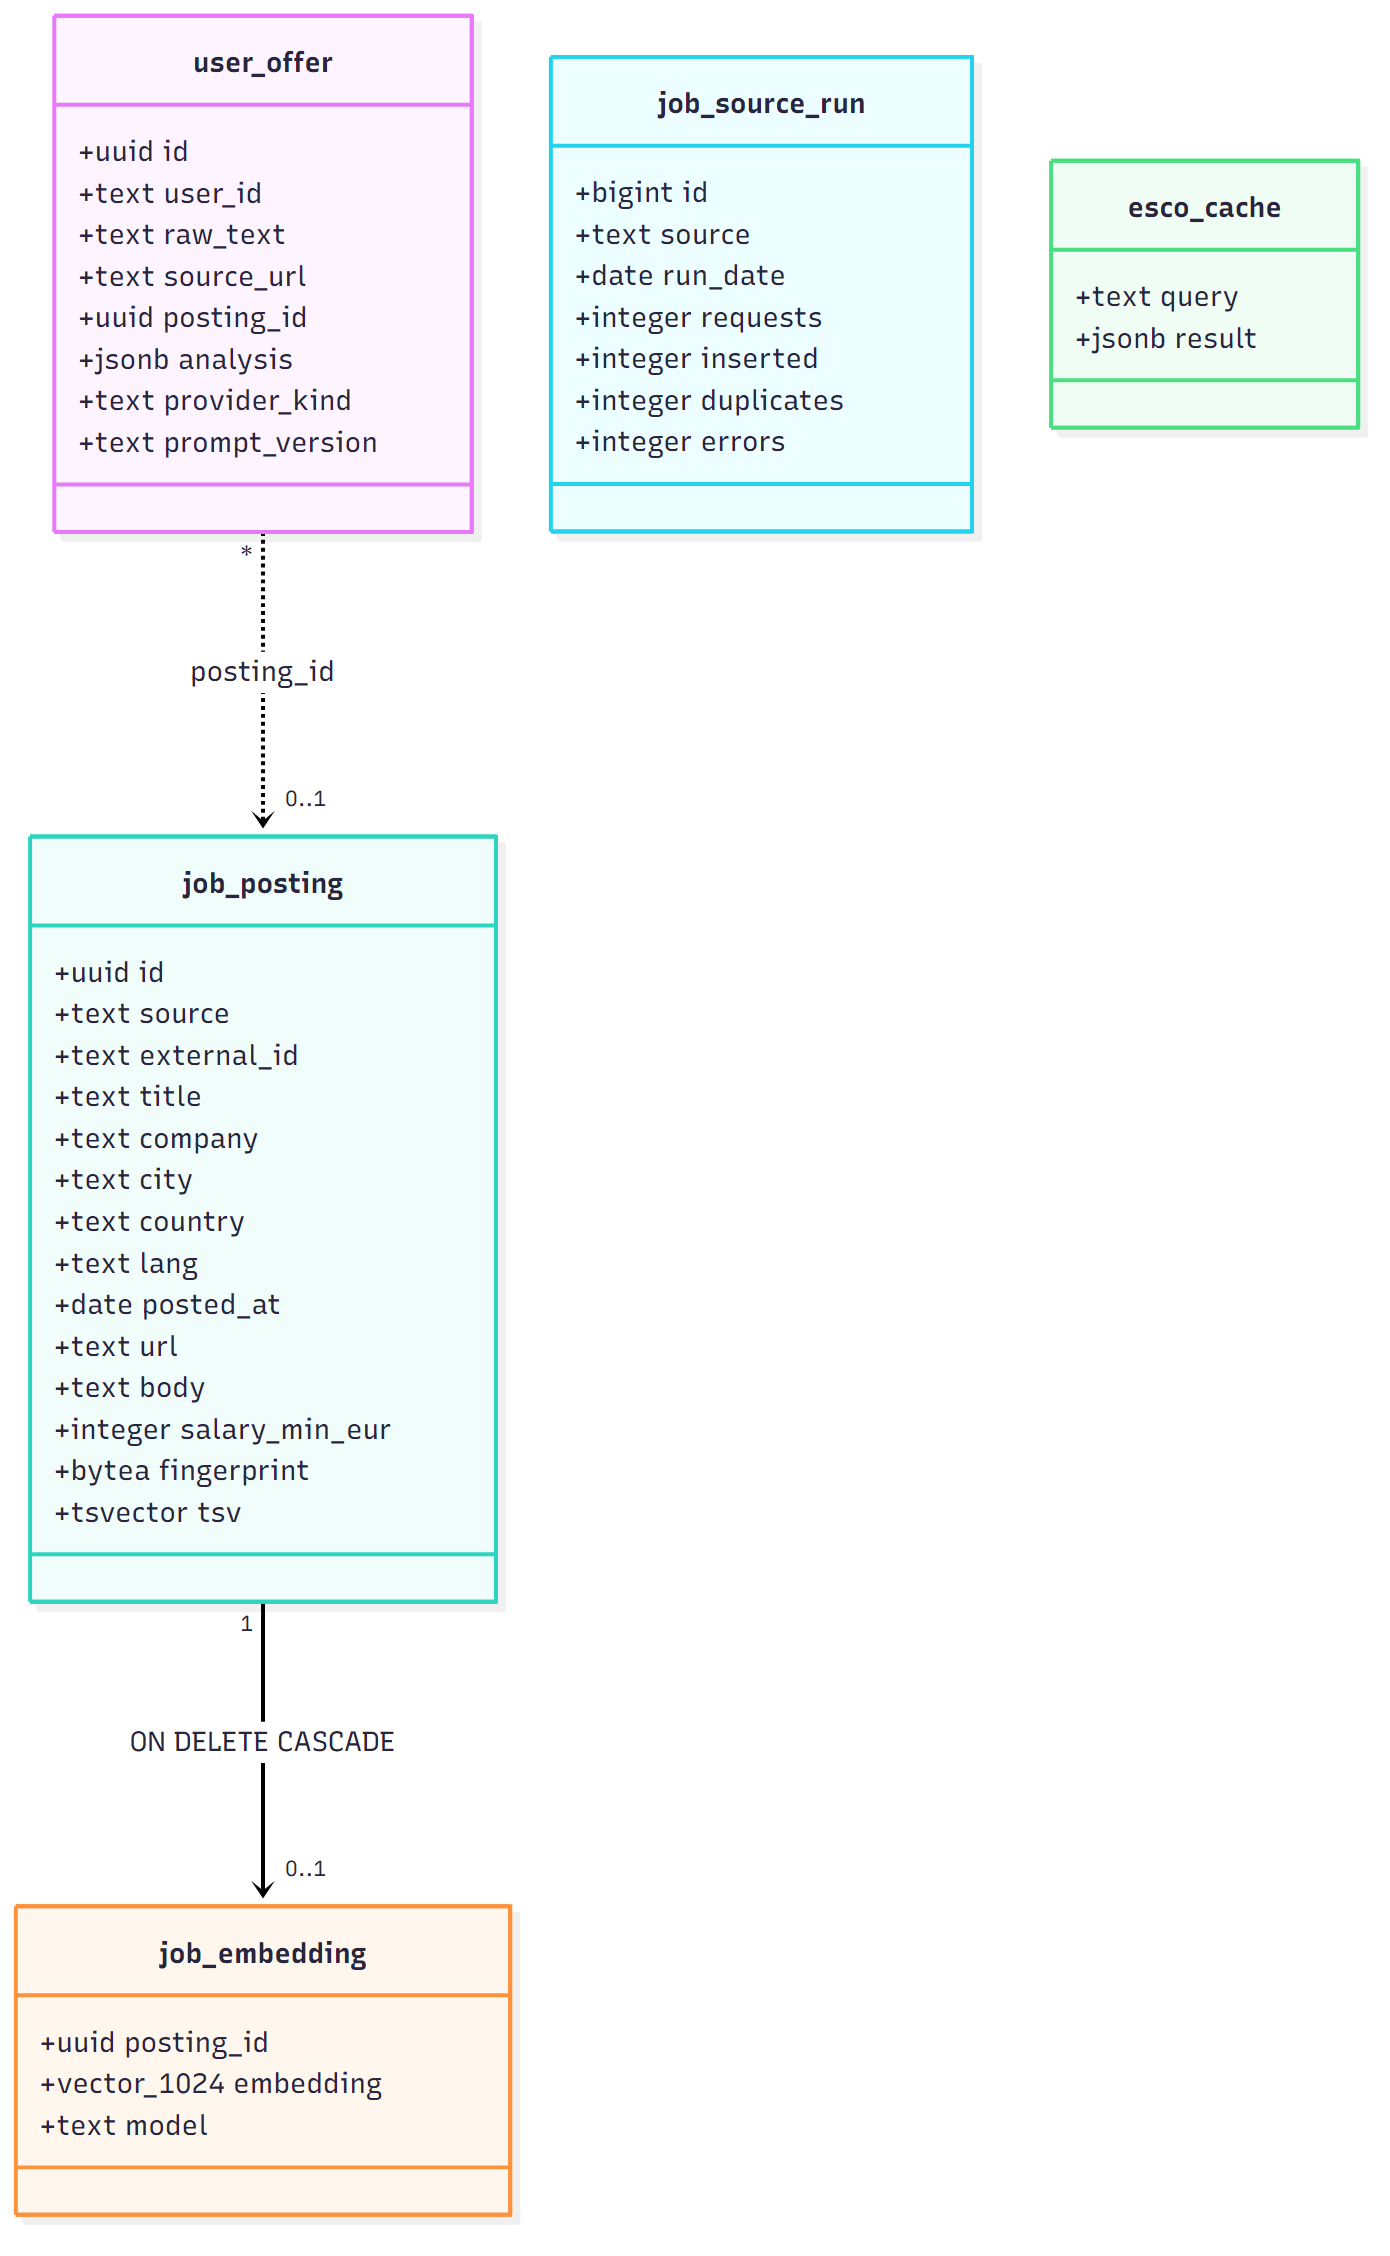 user_offer
+uuid id
+text user_id
+text raw_text
+text source_url
+uuid posting_id
+jsonb analysis
+text provider_kind
+text prompt_version
job_source_run
+bigint id
+text source
+date run_date
+integer requests
+integer inserted
+integer duplicates
+integer errors
esco_cache
+text query
+jsonb result
*
posting_id
0..1
job_posting
+uuid id
+text source
+text external_id
+text title
+text company
+text city
+text country
+text lang
+date posted_at
+text url
+text body
+integer salary_min_eur
+bytea fingerprint
+tsvector tsv
1
ON DELETE CASCADE
0..1
job_embedding
+uuid posting_id
+vector_1024 embedding
+text model